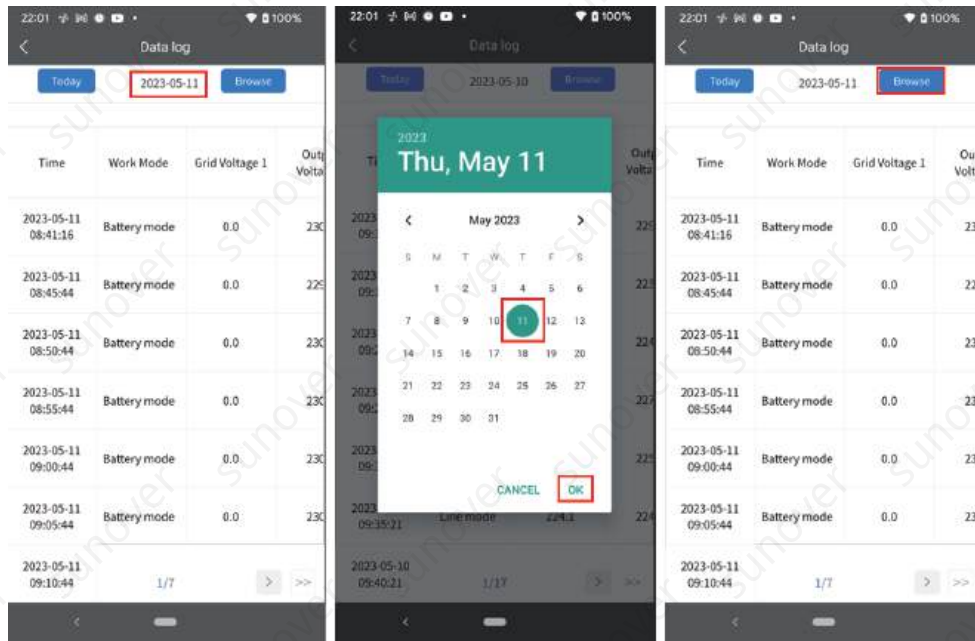 22:01 100%
Data log
Today 2023-05-11 Browse
Time Work Mode Grid Voltage 1
2023-05-11
08:41:16 Battery mode 0.0
2023-05-11
08:45:44 Battery mode 0.0
2023-05-11
08:50:44 Battery mode 0.0
2023-05-11
08:55:44 Battery mode 0.0
2023-05-11
09:00:44 Battery mode 0.0
2023-05-11
09:05:44 Battery mode 0.0
2023-05-11
09:10:44 1/7 > >>
22:01 100%
Data log
Today 2023-05-10 Browse
2023
Thu, May 11
May 2023
S M T W T F S
1 2 3 4 5 6
7 8 9 10 11 12 13
14 15 16 17 18 19 20
21 22 23 24 25 26 27
28 29 30 31
CANCEL OK
09:35:21 Line mode 224.1
2023-05-10
09:40:21 1/17 > >>
22:01 100%
Data log
Today 2023-05-11 Browse
Time Work Mode Grid Voltage 1
2023-05-11
08:41:16 Battery mode 0.0
2023-05-11
08:45:44 Battery mode 0.0
2023-05-11
08:50:44 Battery mode 0.0
2023-05-11
08:55:44 Battery mode 0.0
2023-05-11
09:00:44 Battery mode 0.0
2023-05-11
09:05:44 Battery mode 0.0
2023-05-11
09:10:44 1/7 > >>
sunover